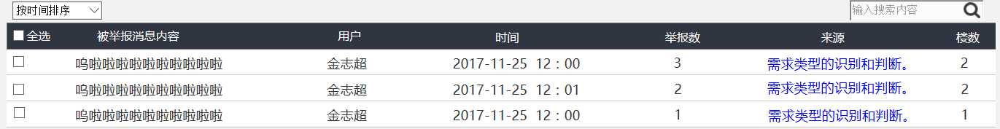 按时间排序 输入搜索内容
全选 被举报消息内容 用户 时间 举报数 来源 楼数
呜啦啦啦啦啦啦啦啦啦啦 金志超 2017-11-25 12：00 3 需求类型的识别和判断。 2
呜啦啦啦啦啦啦啦啦啦啦 金志超 2017-11-25 12：01 2 需求类型的识别和判断。 2
呜啦啦啦啦啦啦啦啦啦啦 金志超 2017-11-25 12：00 1 需求类型的识别和判断。 1